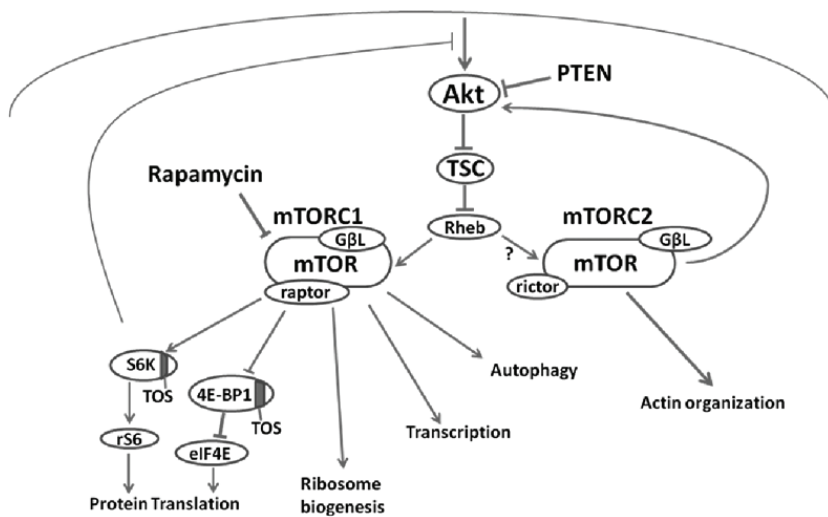 PTEN
Akt
TSC
Rapamycin
mTORC1
mTORC2
GβL
Rheb
GβL
mTOR
?
mTOR
raptor
rictor
S6K
TOS
4E-BP1
TOS
Autophagy
Actin organization
rS6
eIF4E
Transcription
Protein Translation
Ribosome
biogenesis